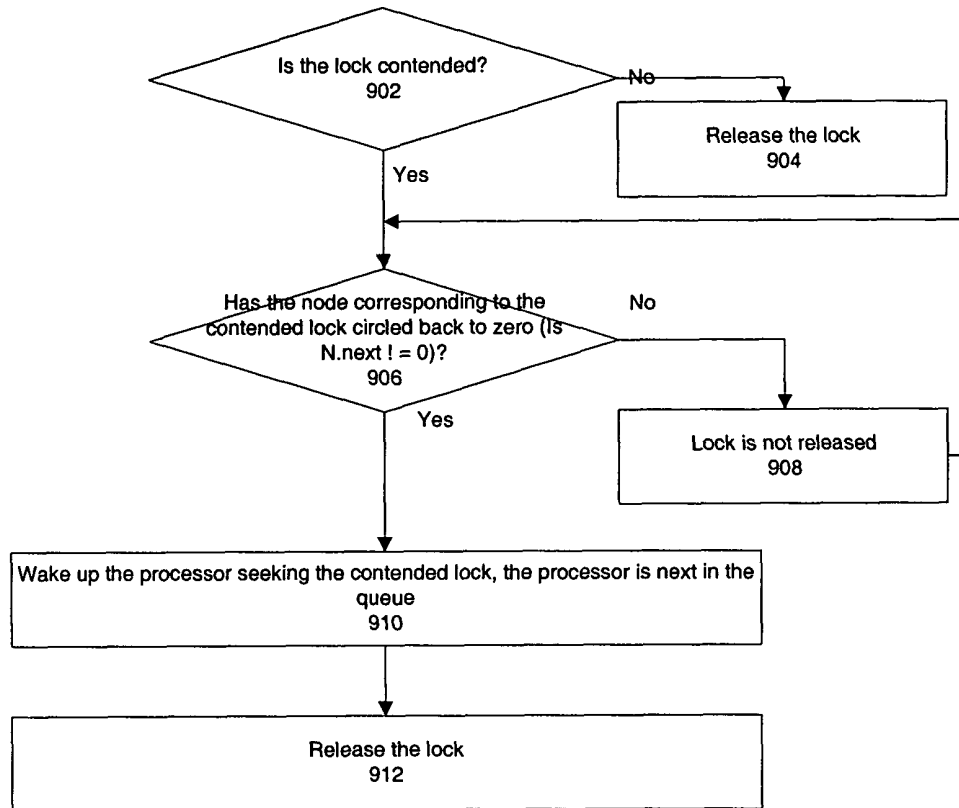 Is the lock contended?
902
No
Release the lock
904
Yes
Has the node corresponding to the
contended lock circled back to zero (Is
N.next ! = 0)?
906
No
Yes
Lock is not released
908
Wake up the processor seeking the contended lock, the processor is next in the
queue
910
Release the lock
912